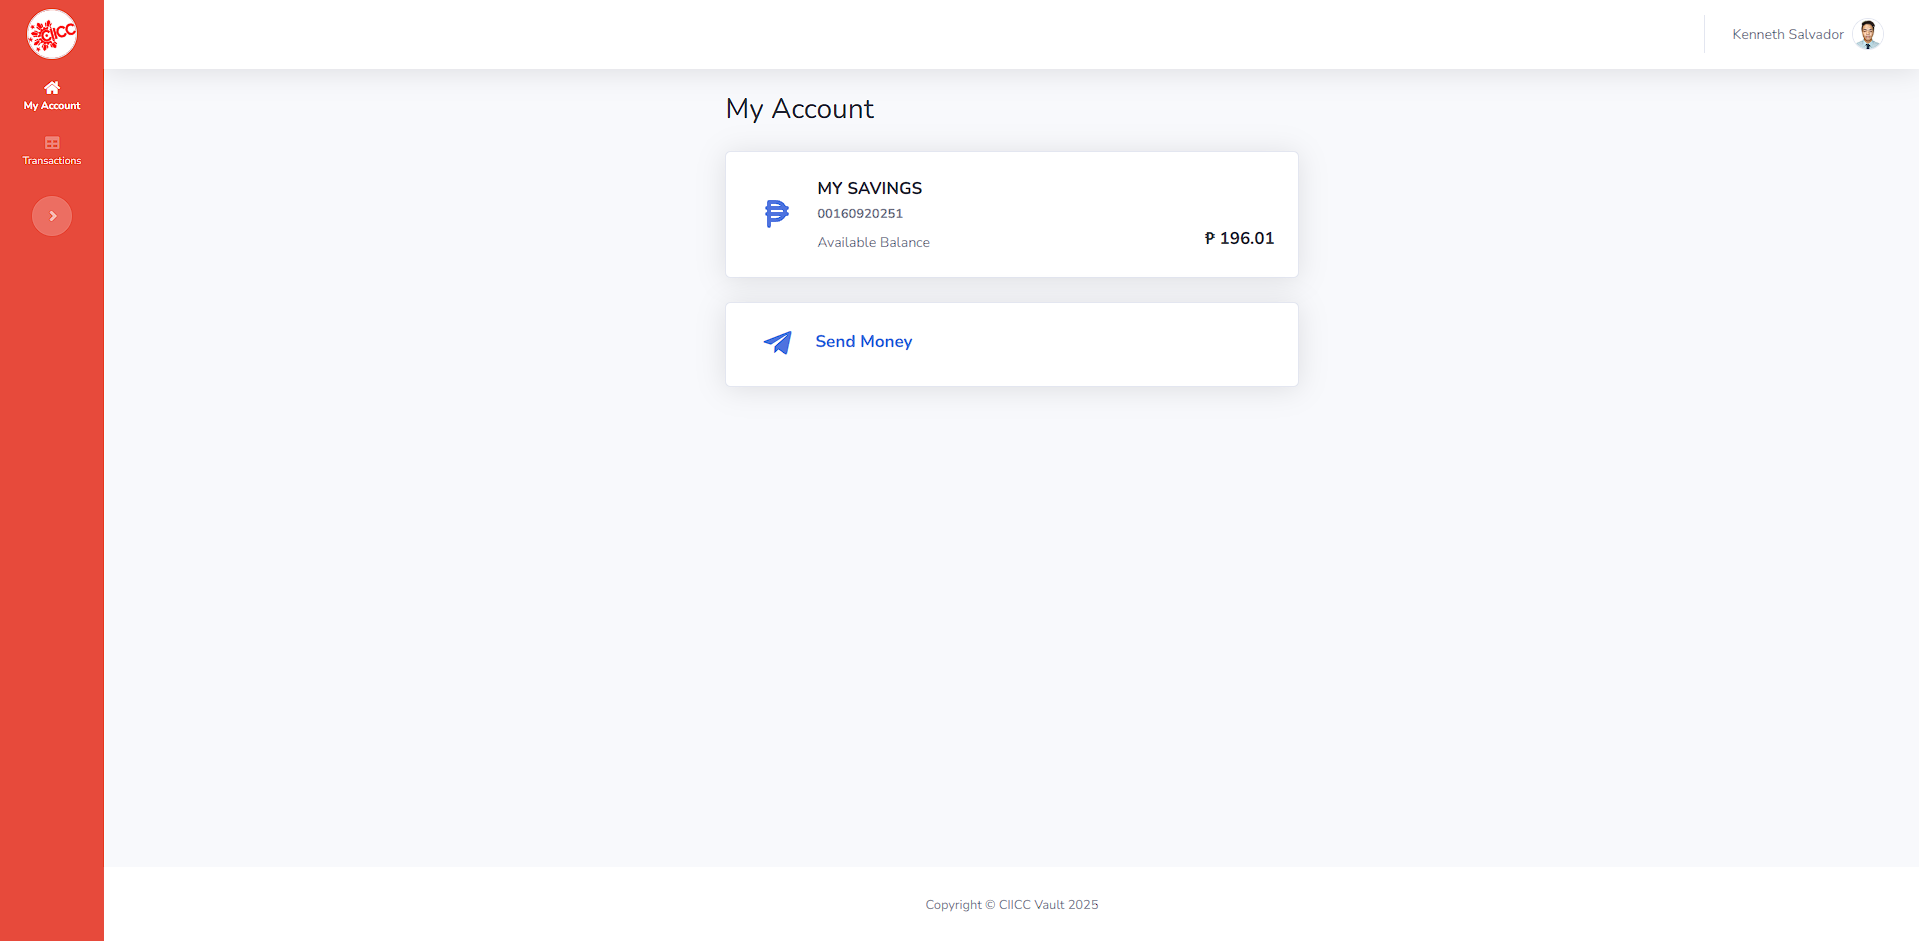 CIICC
Kenneth Salvador
My Account
Transactions
My Account
MY SAVINGS
00160920251
Available Balance
₱ 196.01
Send Money
Copyright © CIICC Vault 2025